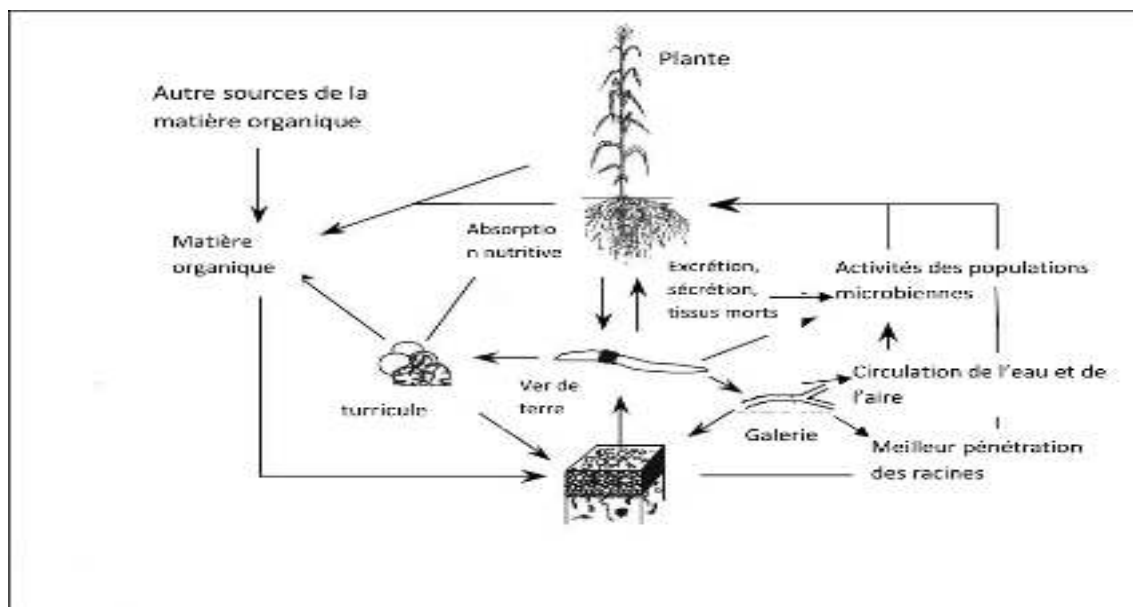 Plante
Autre sources de la
matière organique
Matière
organique
Absorptio
n nutritive
Excrétion,
sécrétion,
tissus morts
Activités des populations
microbiennes
Ver de
terre
turricule
Circulation de l'eau et de
l'aire
Galerie
Meilleur pénétration
des racines